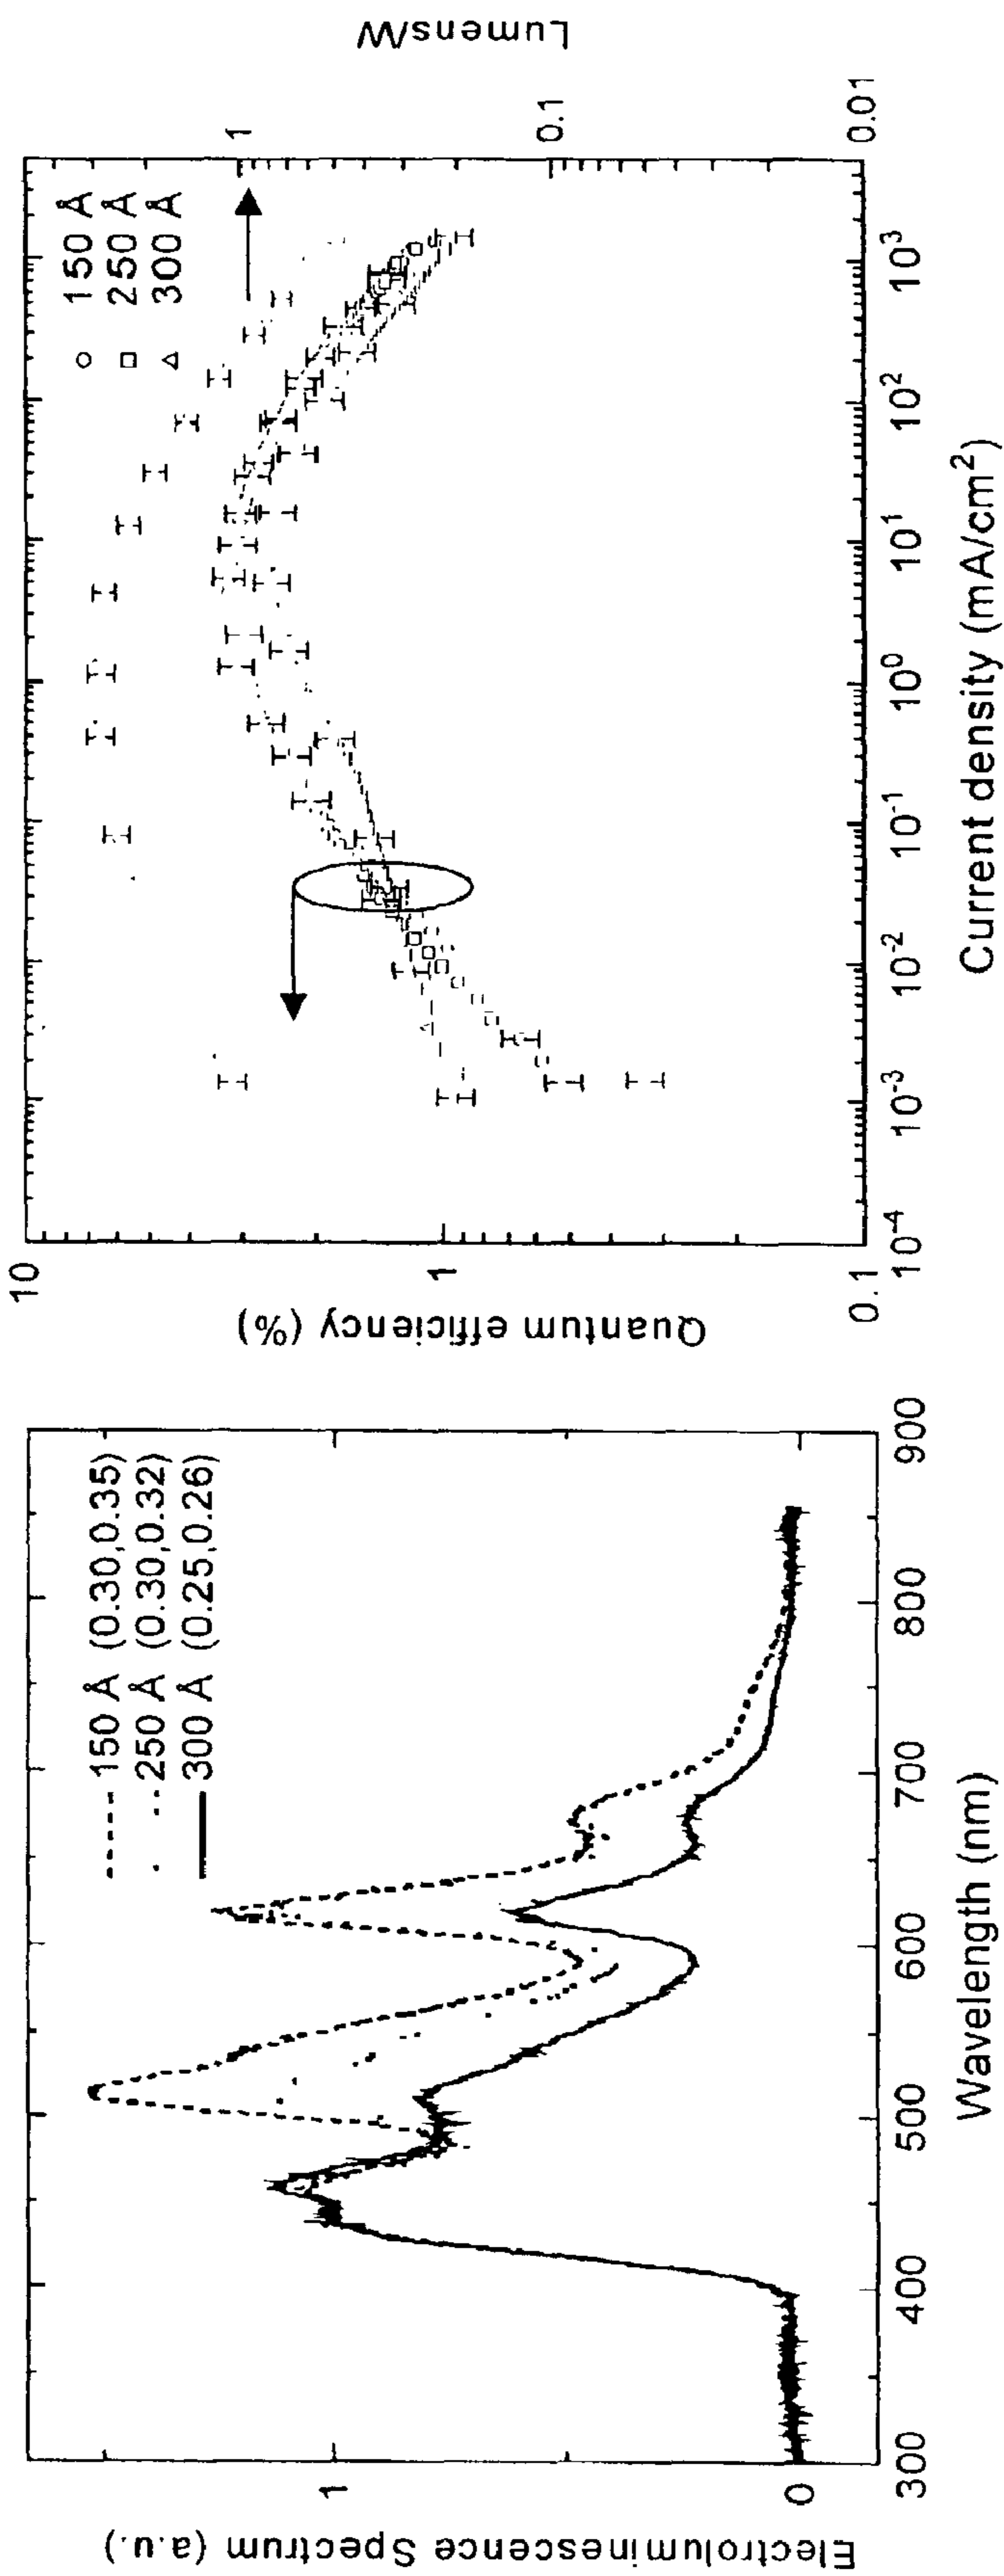 Electroluminescence Spectrum (a.u.)
1
0
150 Å (0.30,0.35)
250 Å (0.30,0.32)
300 Å (0.25,0.26)
300 400 500 600 700 800 900
Wavelength (nm)
Quantum efficiency (%)
10
1
0.1
150 Å
250 Å
300 Å
10-4 10-3 10-2 10-1 100 101 102 103
Current density (mA/cm2)
1
0.1
0.01
Lumens/W